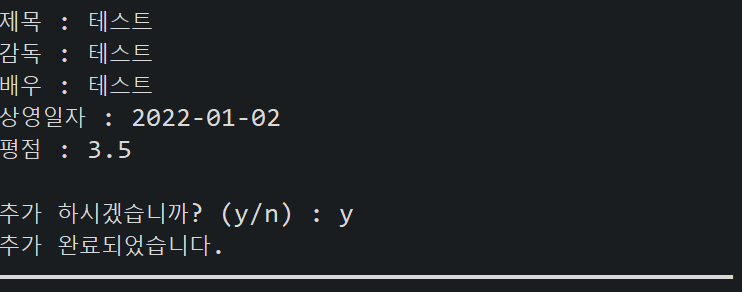 제목 : 테스트
감독 : 테스트
배우 : 테스트
상영일자 : 2022-01-02
평점 : 3.5
추가 하시겠습니까? (y/n) : y
추가 완료되었습니다.